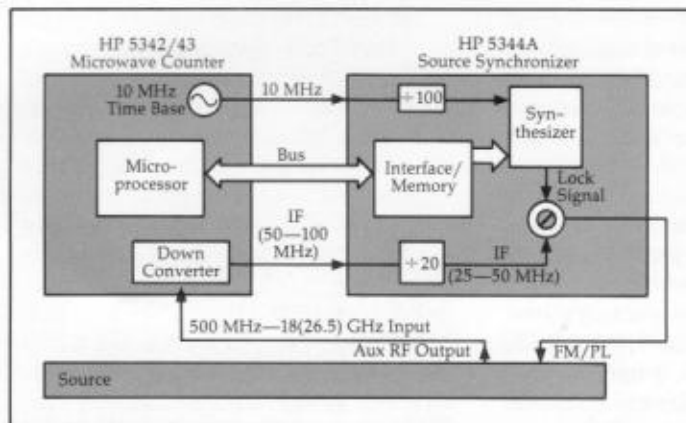 HP 5342/43
Microwave Counter
HP 5344A
Source Synchronizer
10 MHz
Time Base
10 MHz
÷100
Syn-
thesizer
Micro-
processor
Bus
Interface/
Memory
Lock
Signal
IF
(50—100
MHz)
Down
Converter
÷20
IF
(25—50 MHz)
500 MHz—18(26.5) GHz Input
Aux RF Output
FM/PL
Source